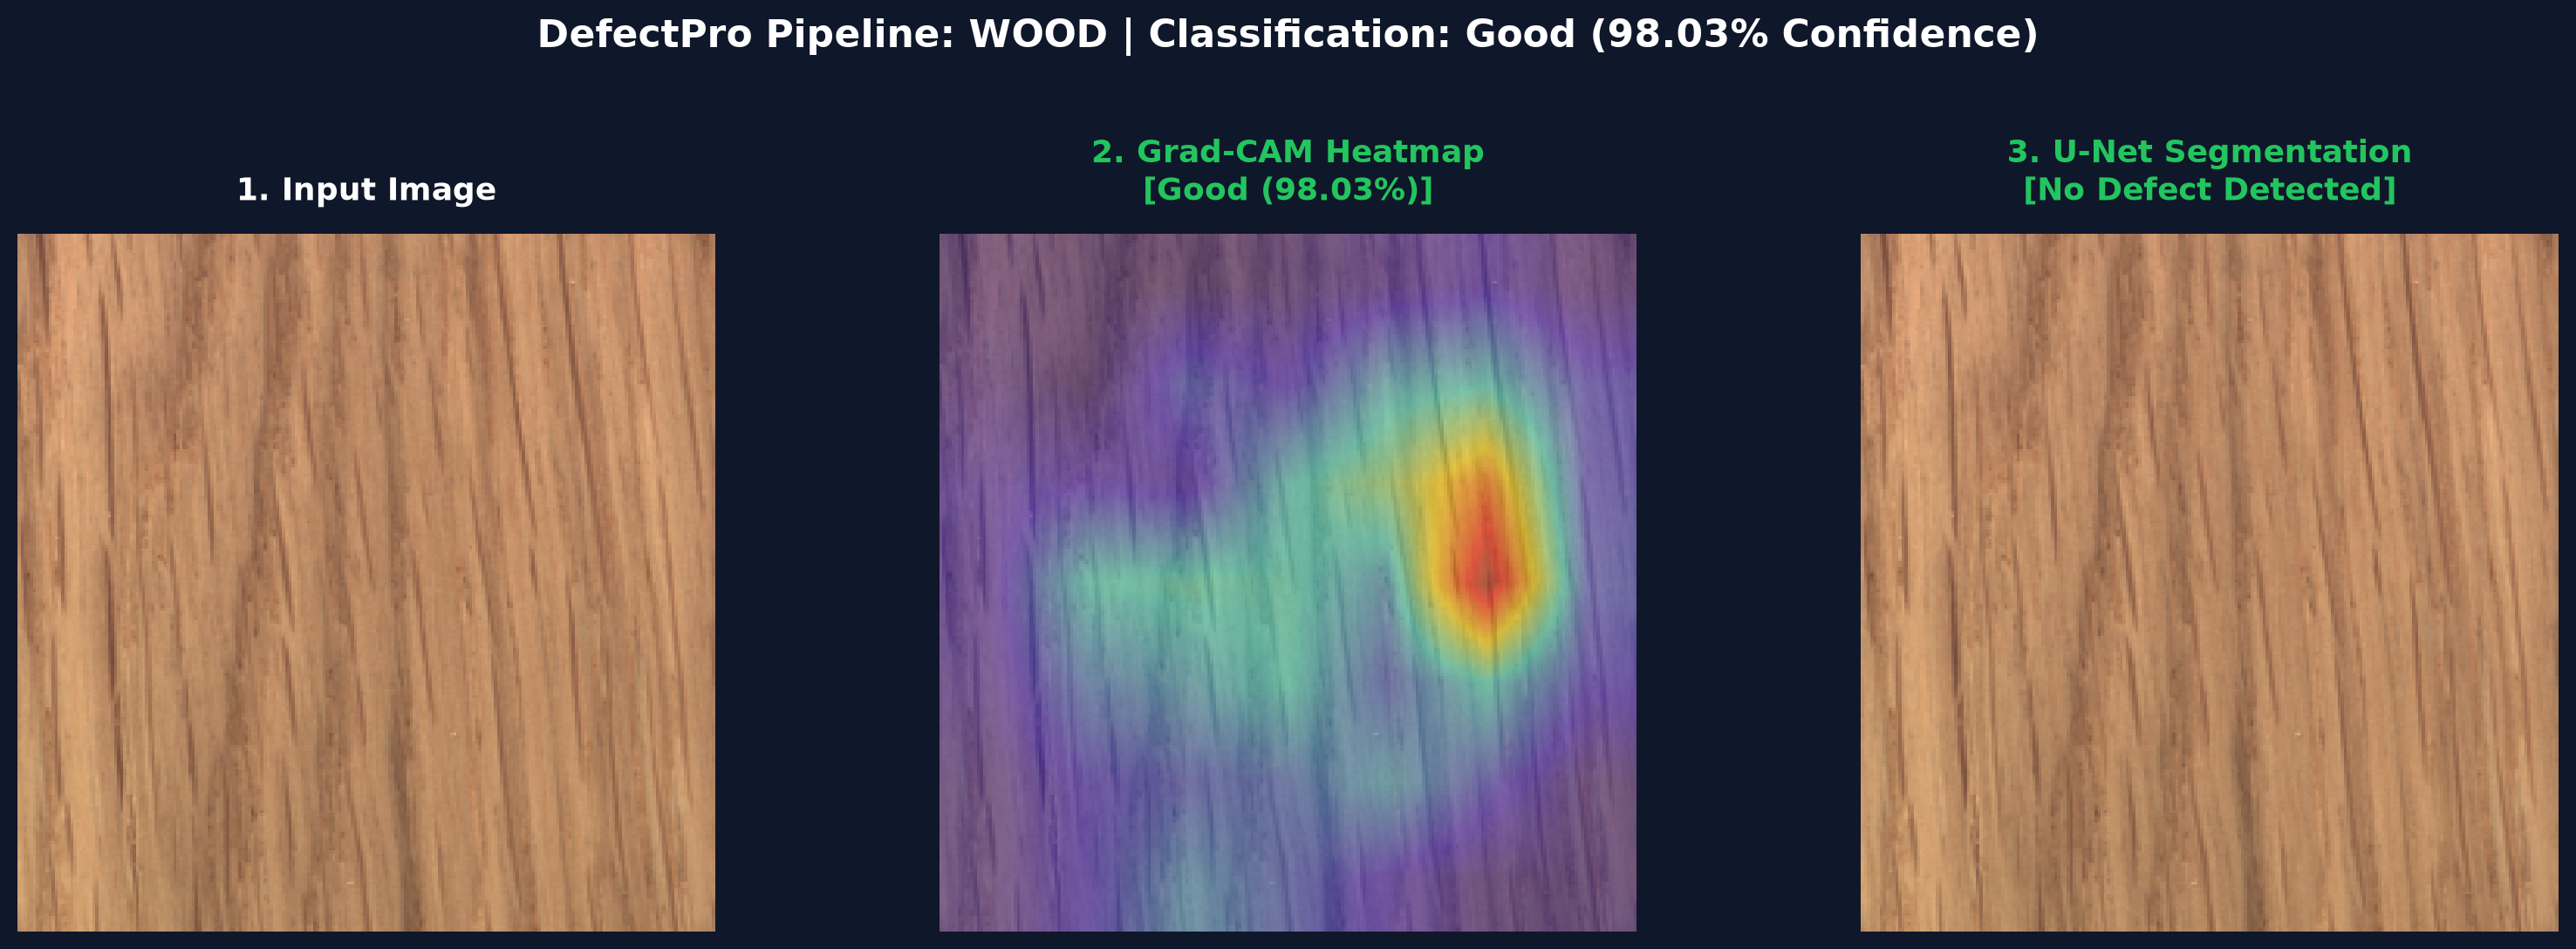 DefectPro Pipeline: WOOD | Classification: Good (98.03% Confidence)
1. Input Image
2. Grad-CAM Heatmap
[Good (98.03%)]
3. U-Net Segmentation
[No Defect Detected]